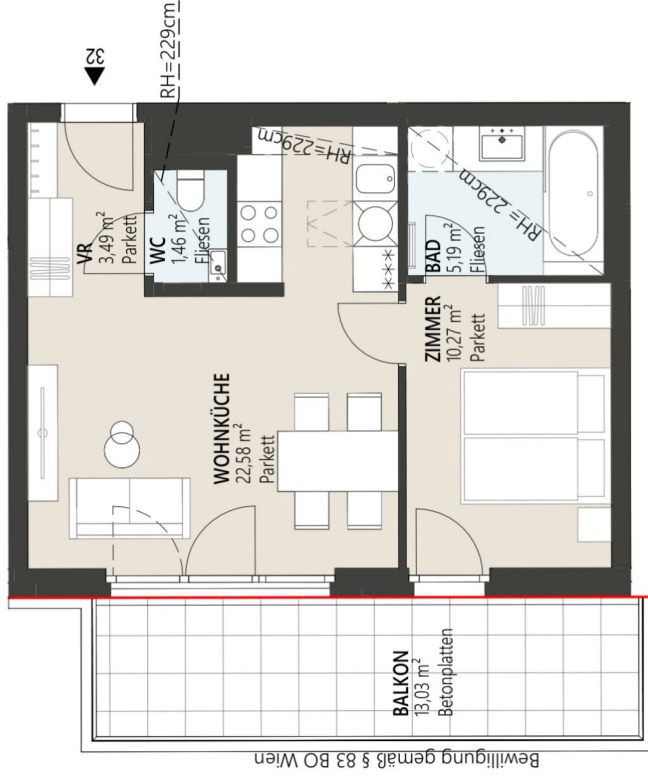 32
RH=229cm
VR
3,49 m²
Parkett
WC
1,46 m²
Fliesen
RH=229cm
BAD
5,19 m²
Fliesen
RH= 229cm
ZIMMER
10,27 m²
Parkett
WOHNKÜCHE
22,58 m²
Parkett
BALKON
13,03 m²
Betonplatten
Bewilligung gemäß § 83 BO Wien